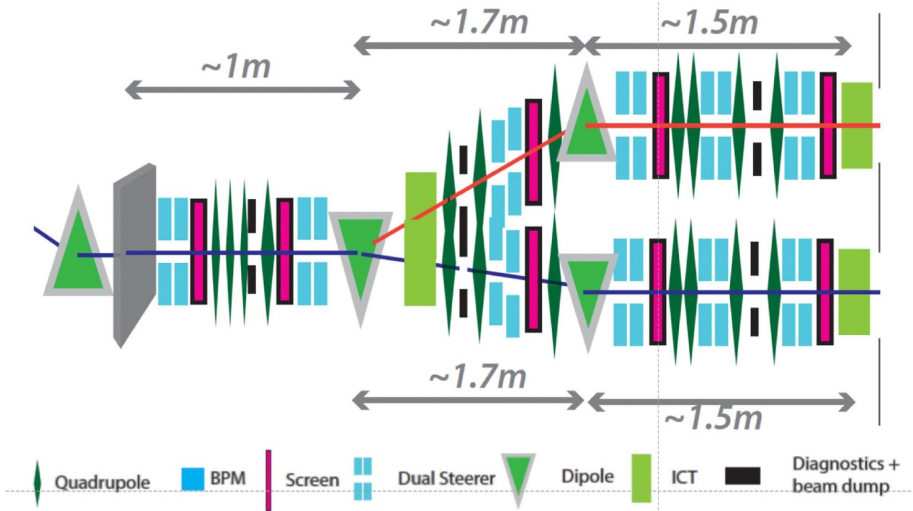 ~1.7m
~1.5m
~1m
~1.7m
~1.5m
Quadrupole
BPM
Screen
Dual Steerer
Dipole
ICT
Diagnostics +
beam dump